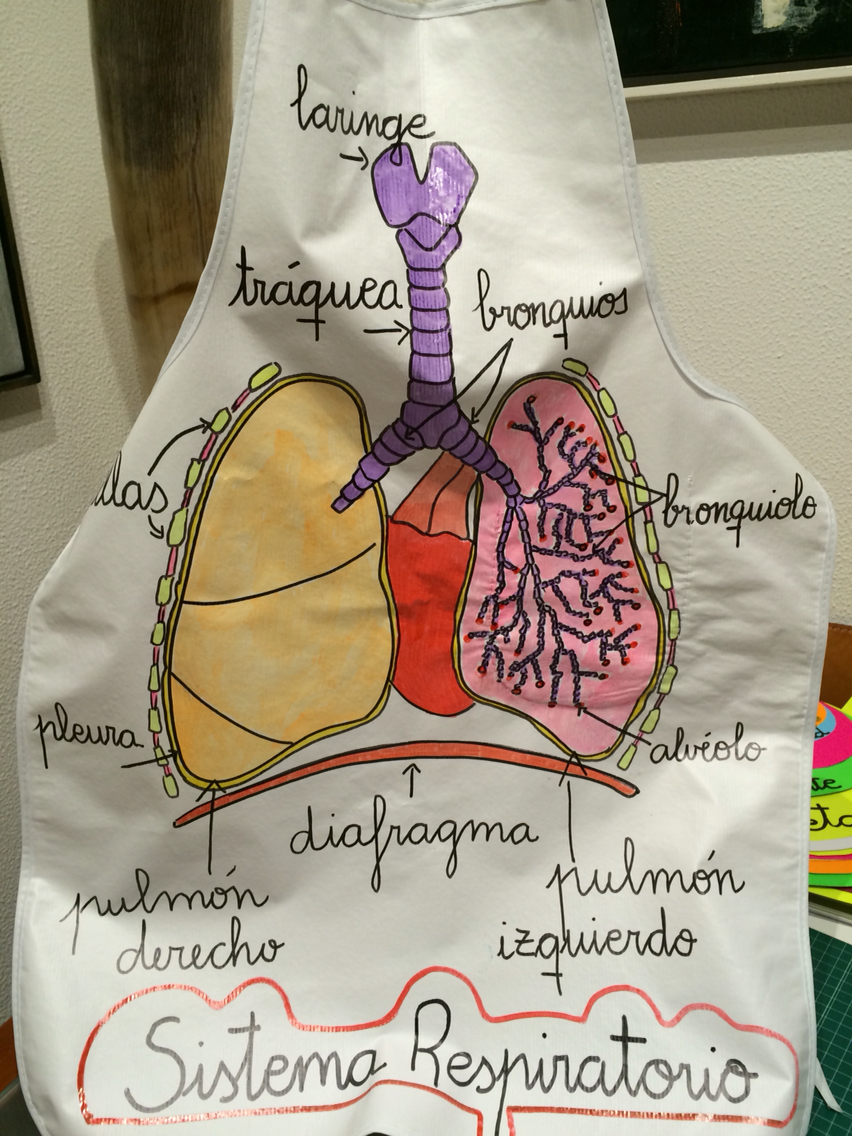 laringe
tráquea
bronquios
bronquiolo
pleura
alvéolo
diafragma
pulmón
derecho
pulmón
izquierdo
Sistema Respiratorio